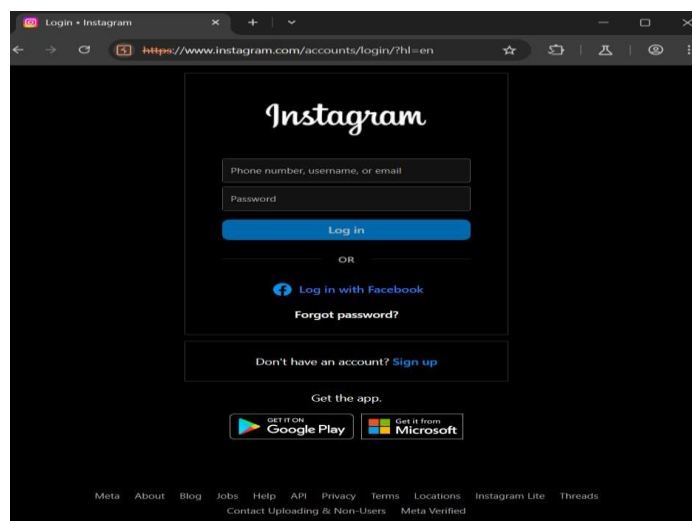 Login • Instagram
https://www.instagram.com/accounts/login/?hl=en
Instagram
Phone number, username, or email
Password
Log in
OR
Log in with Facebook
Forgot password?
Don't have an account? Sign up
Get the app.
GET IT ON
Google Play
Get it from
Microsoft
Meta About Blog Jobs Help API Privacy Terms Locations Instagram Lite Threads
Contact Uploading & Non-Users Meta Verified